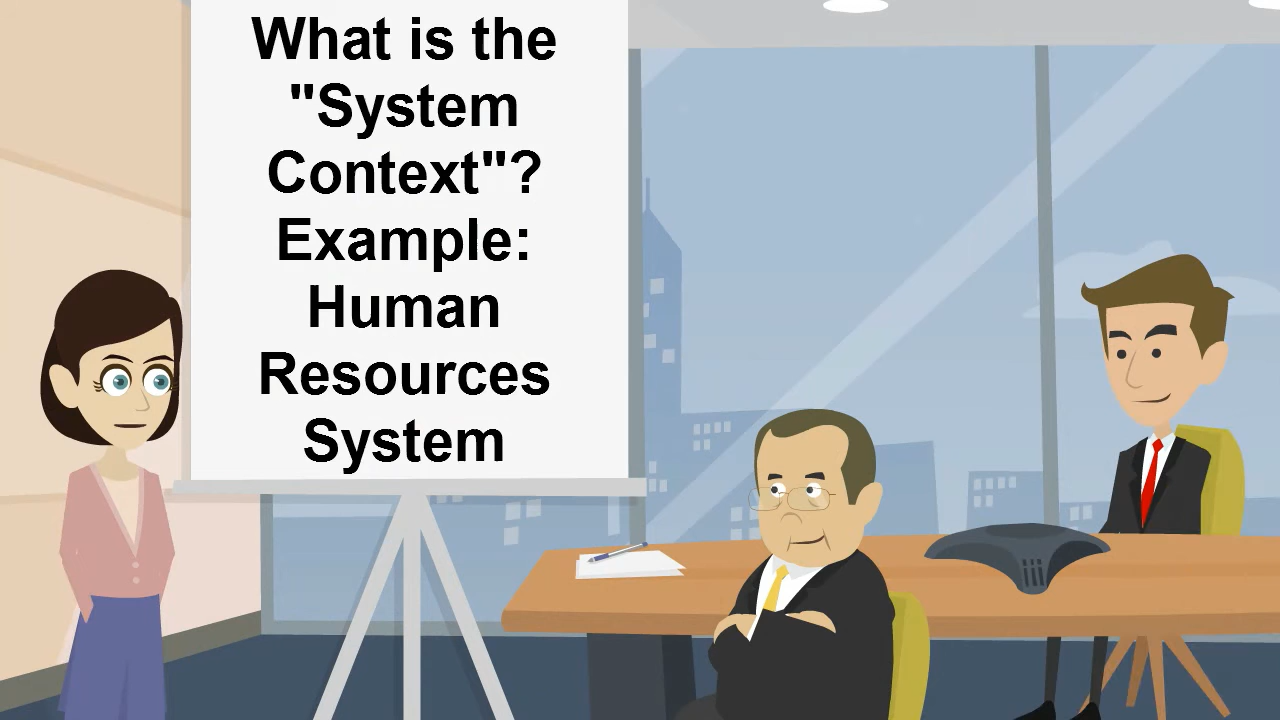 What is the
"System
Context"?
Example:
Human
Resources
System